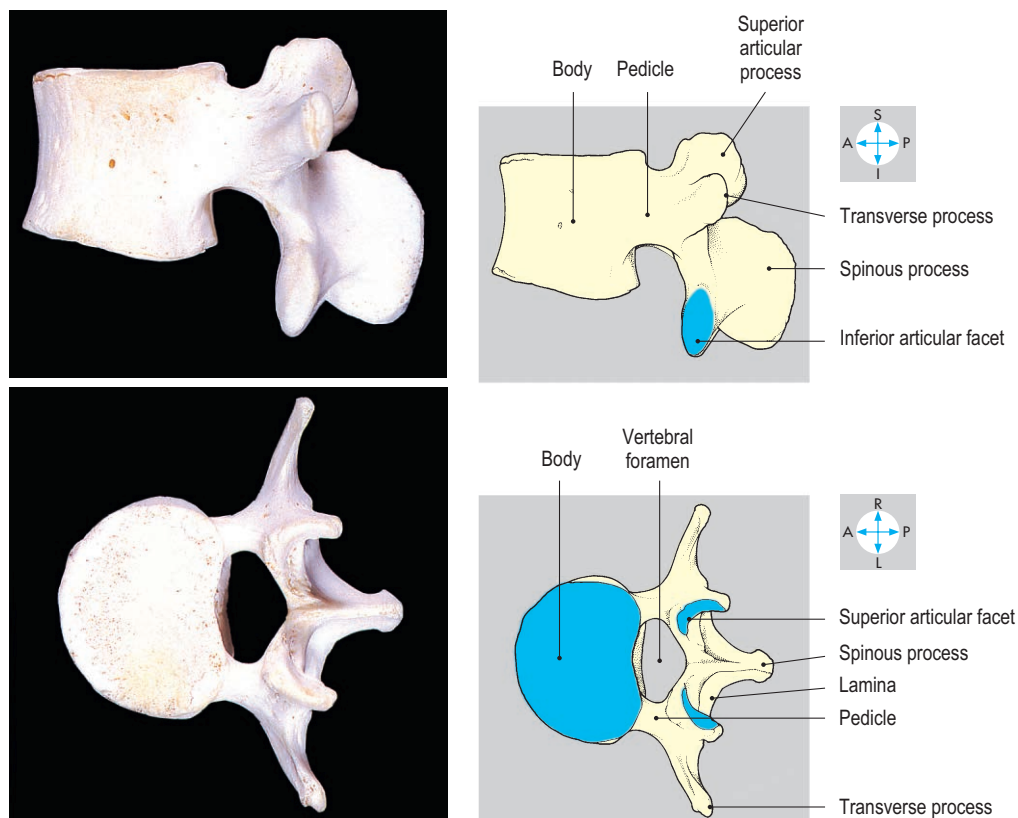 Superior
articular
process
Body
Pedicle
S
A
P
I
Transverse process
Spinous process
Inferior articular facet
Vertebral
foramen
Body
R
A
P
L
Superior articular facet
Spinous process
Lamina
Pedicle
Transverse process